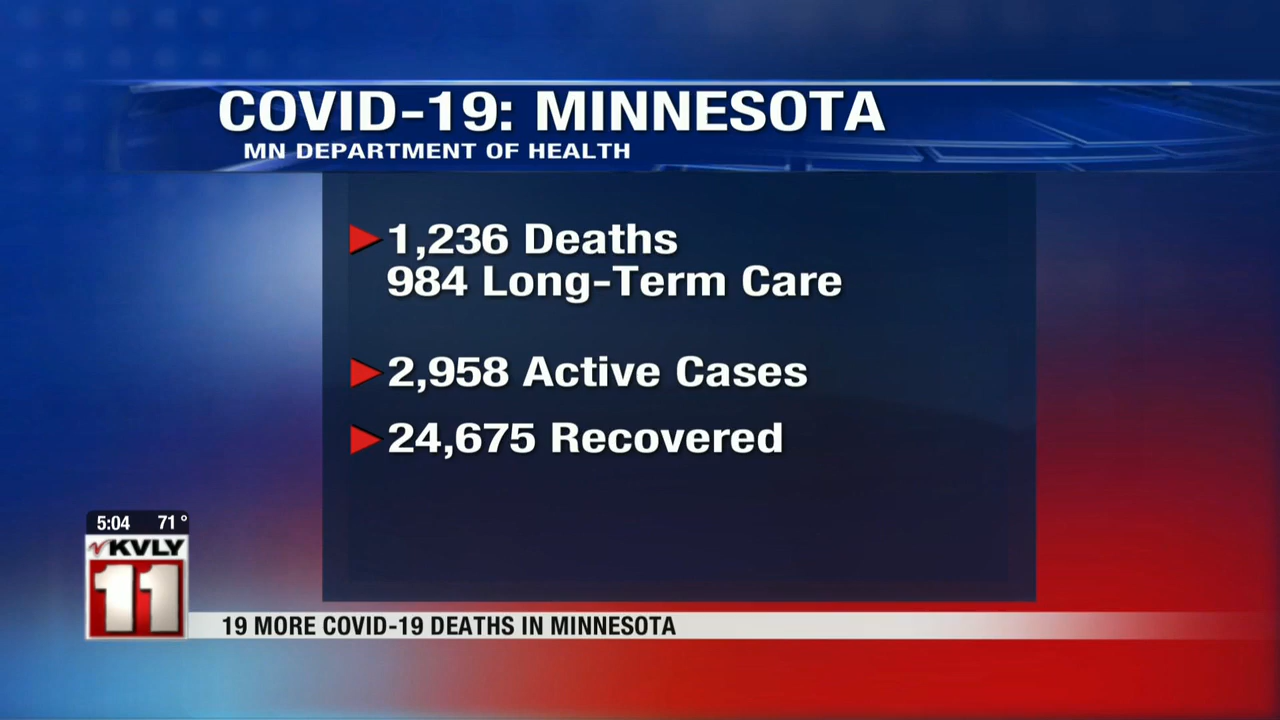 COVID-19: MINNESOTA
MN DEPARTMENT OF HEALTH
1,236 Deaths
984 Long-Term Care
2,958 Active Cases
24,675 Recovered
5:04 71°
KVLY
11
19 MORE COVID-19 DEATHS IN MINNESOTA